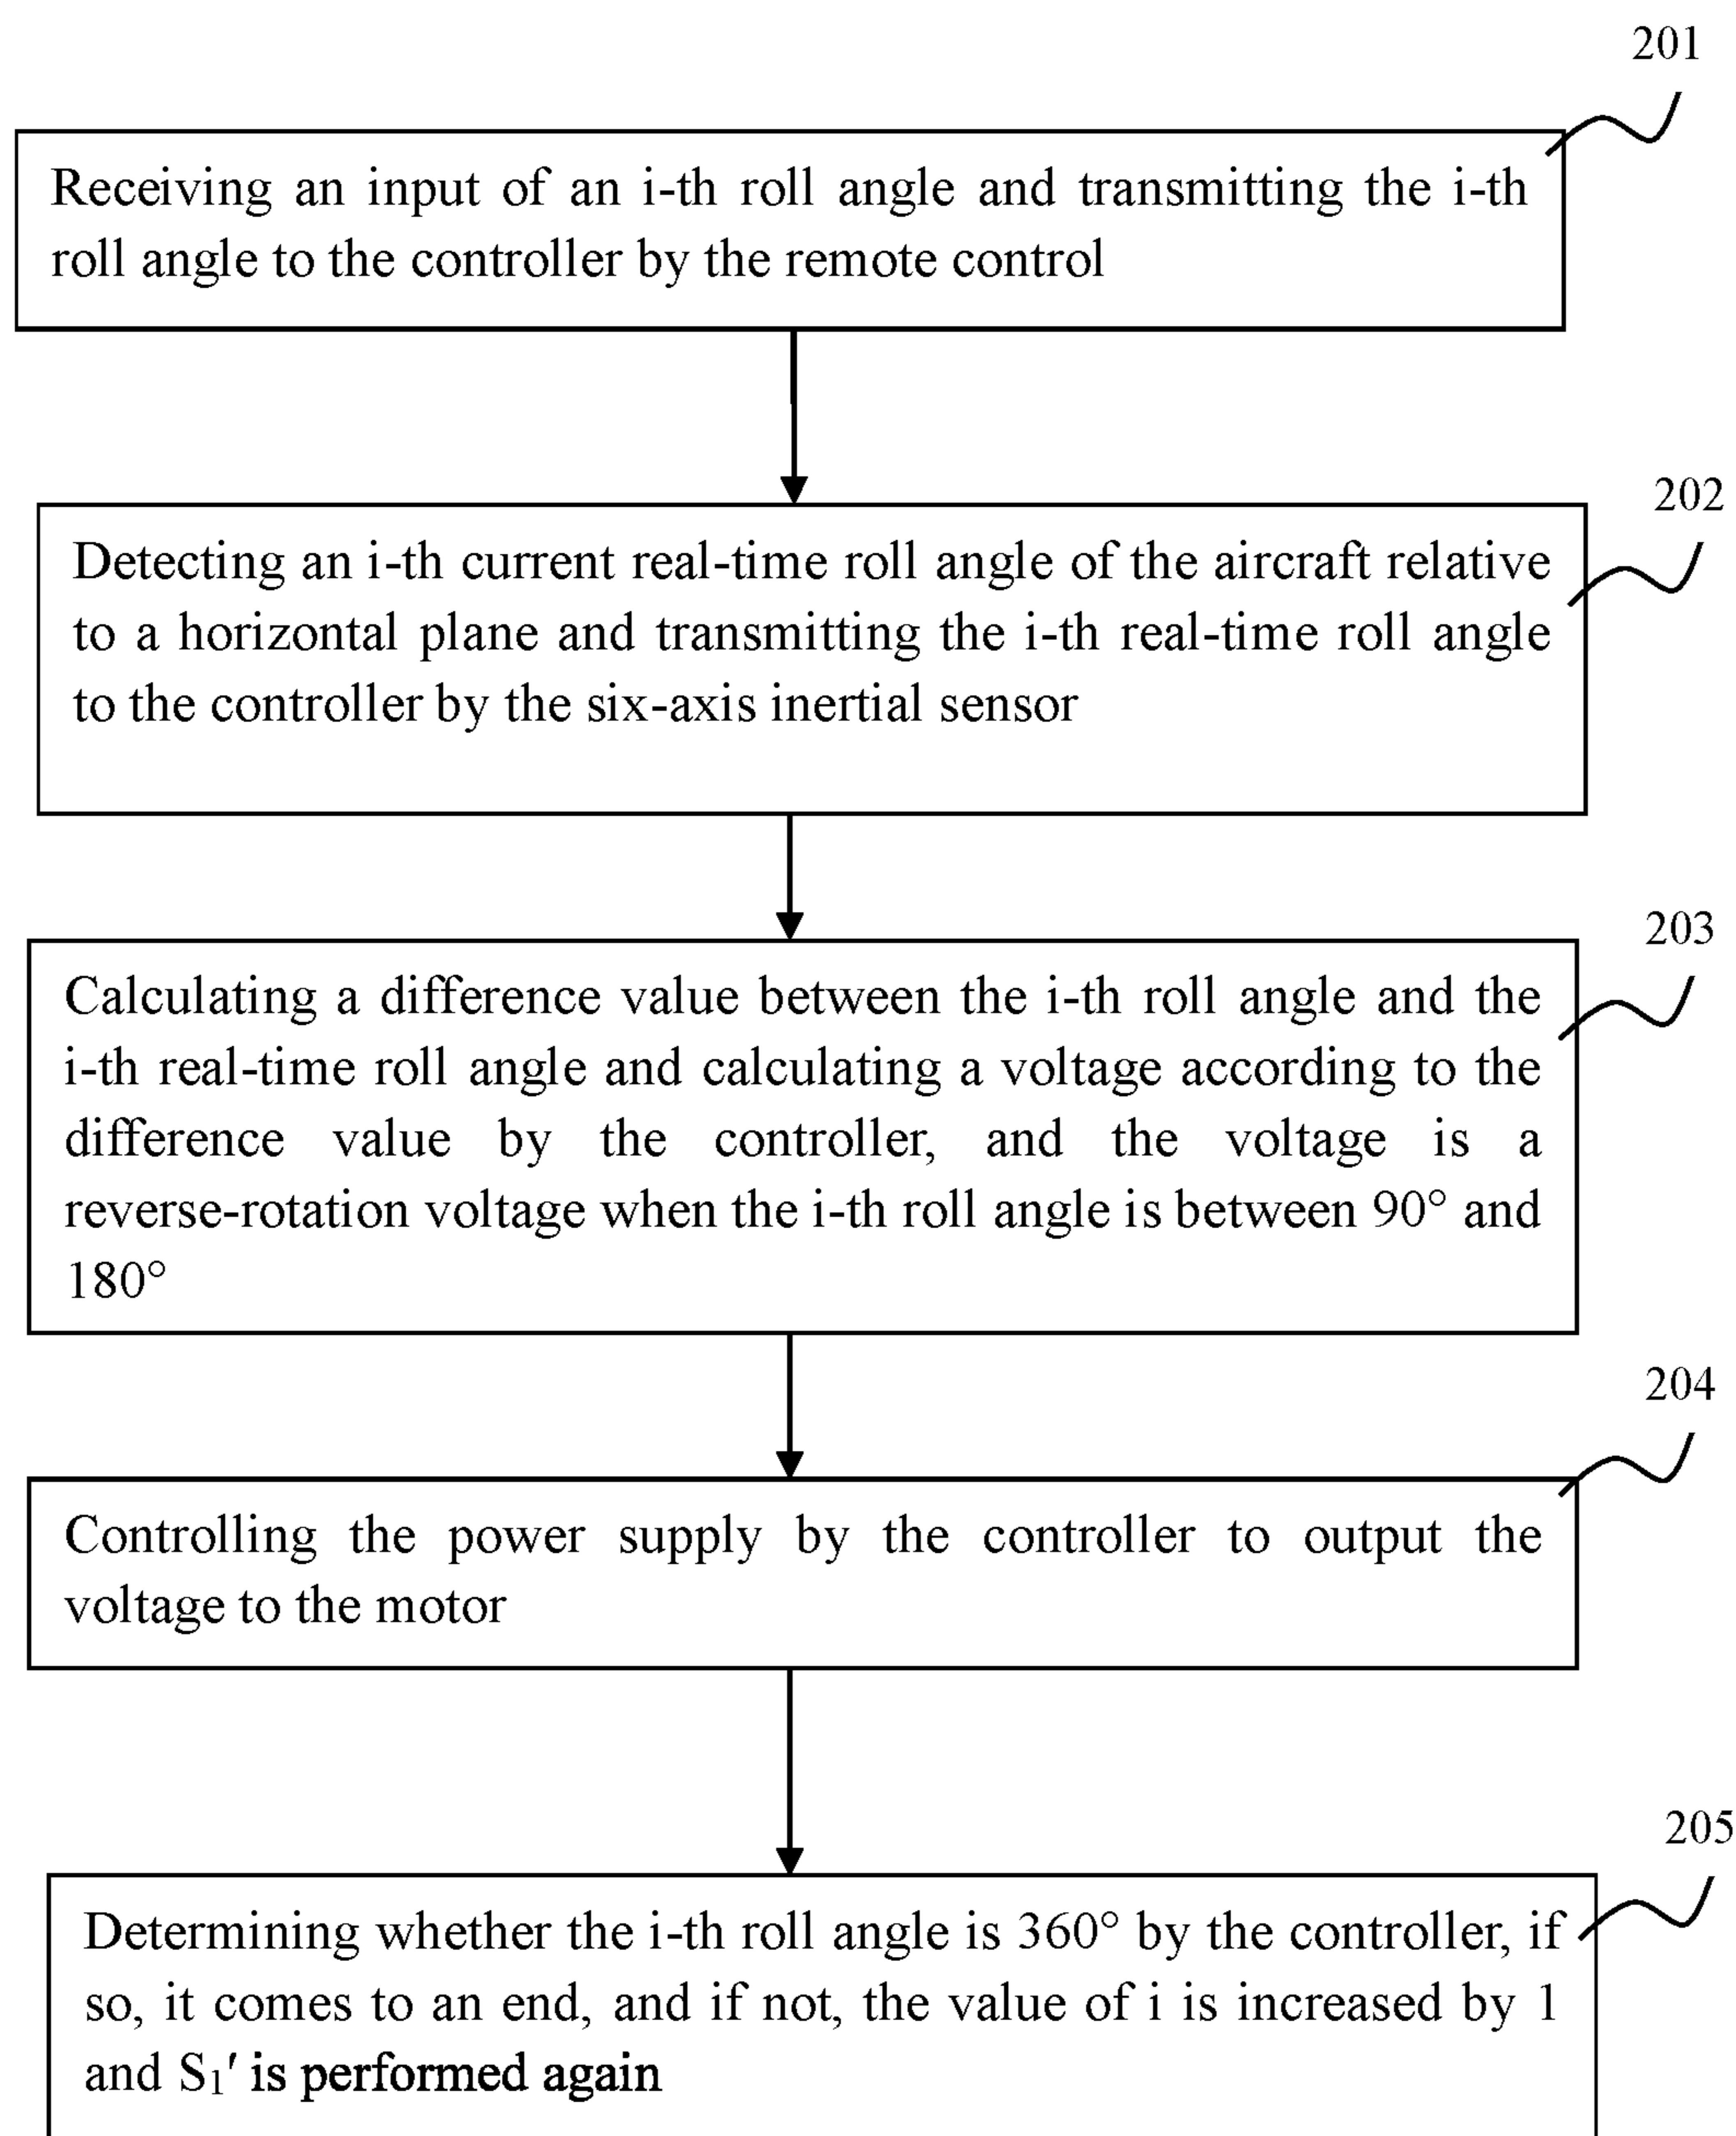 201
Receiving an input of an i-th roll angle and transmitting the i-th
roll angle to the controller by the remote control
202
Detecting an i-th current real-time roll angle of the aircraft relative
to a horizontal plane and transmitting the i-th real-time roll angle
to the controller by the six-axis inertial sensor
203
Calculating a difference value between the i-th roll angle and the
i-th real-time roll angle and calculating a voltage according to the
difference value by the controller, and the voltage is a
reverse-rotation voltage when the i-th roll angle is between 90° and
180°
204
Controlling the power supply by the controller to output the
voltage to the motor
205
Determining whether the i-th roll angle is 360° by the controller, if
so, it comes to an end, and if not, the value of i is increased by 1
and S₁′ is performed again